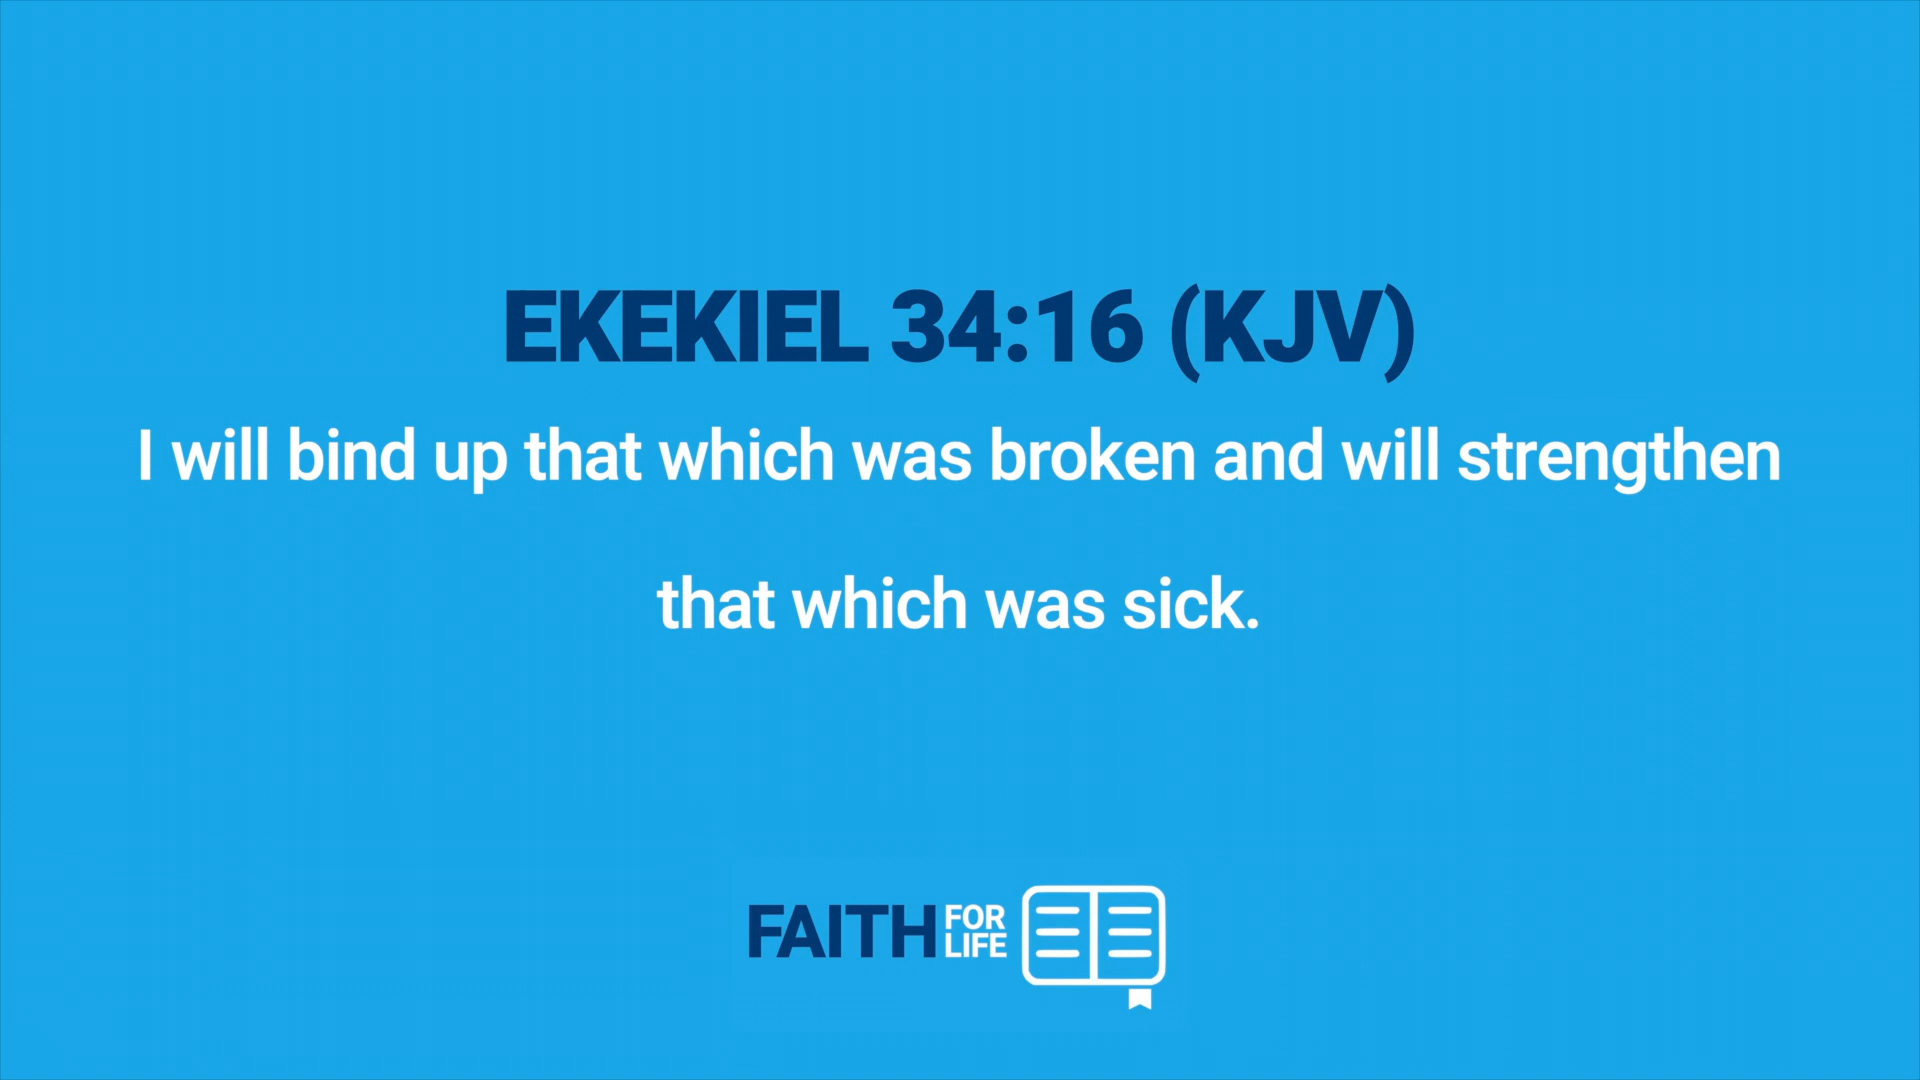 EKEKIEL 34:16 (KJV)
I will bind up that which was broken and will strengthen
that which was sick.
FAITH FOR
LIFE